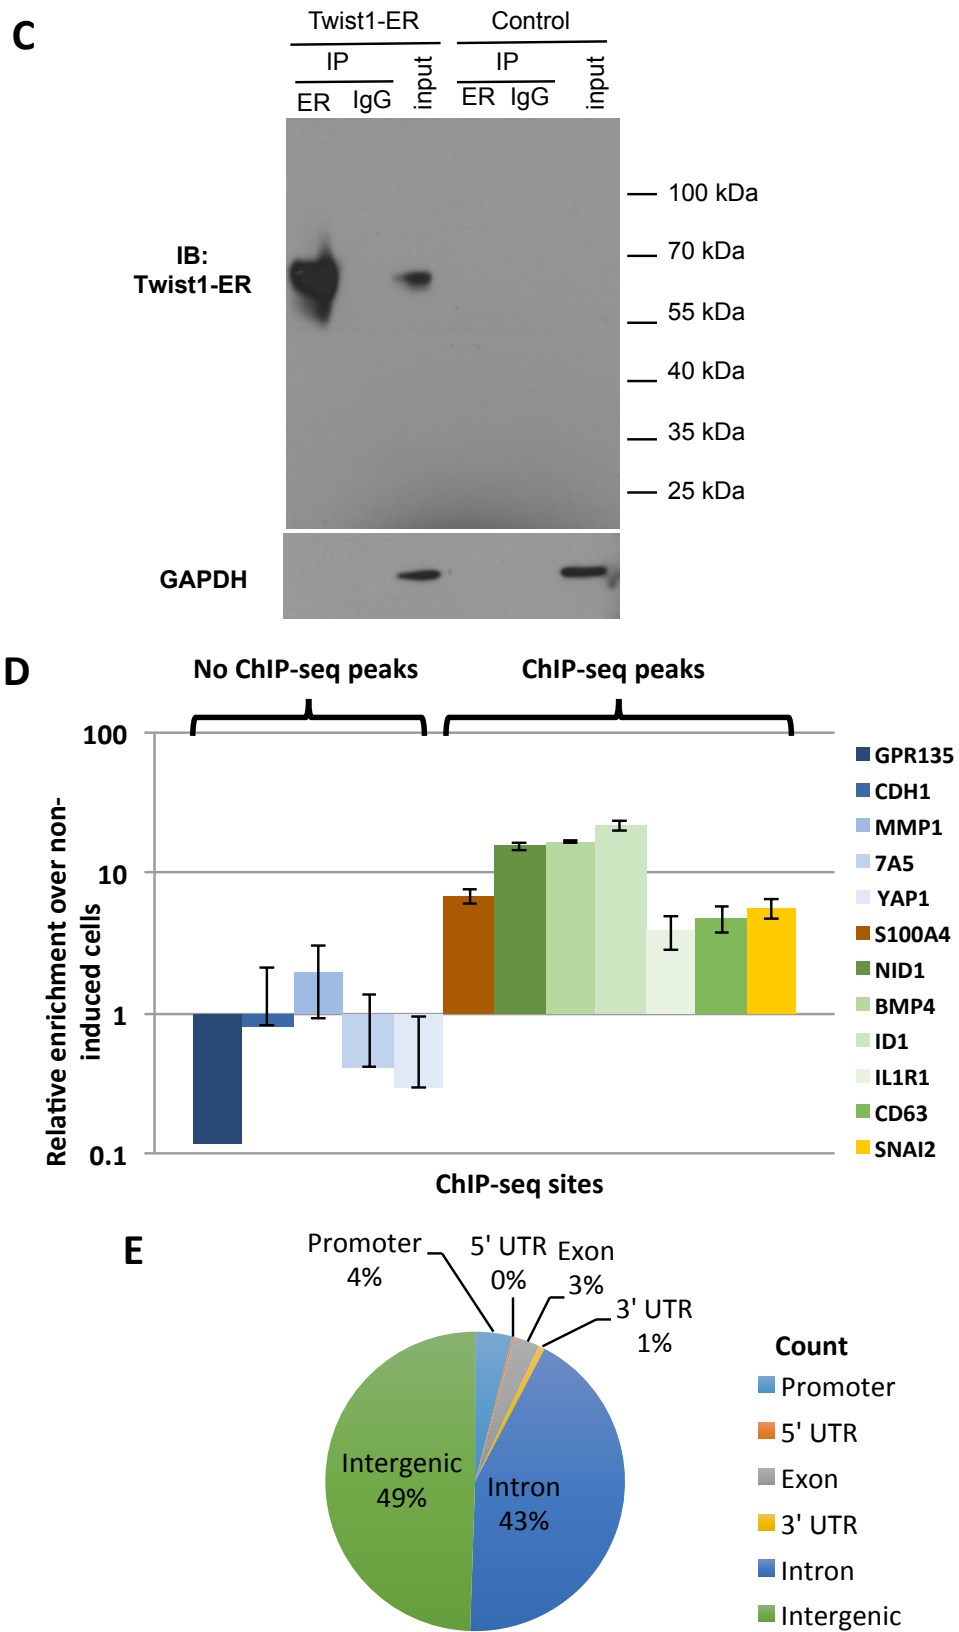 C
Twist1-ER Control
IP input IP input
ER IgG ER IgG
100 kDa
70 kDa
IB:
Twist1-ER
55 kDa
40 kDa
35 kDa
25 kDa
GAPDH
D
No ChIP-seq peaks ChIP-seq peaks
Relative enrichment over non-
induced cells
100
10
1
0.1
GPR135
CDH1
MMP1
7A5
YAP1
S100A4
NID1
BMP4
ID1
IL1R1
CD63
SNAI2
ChIP-seq sites
E
Promoter
4%
5' UTR
0%
Exon
3%
3' UTR
1%
Intergenic
49%
Intron
43%
Count
Promoter
5' UTR
Exon
3' UTR
Intron
Intergenic